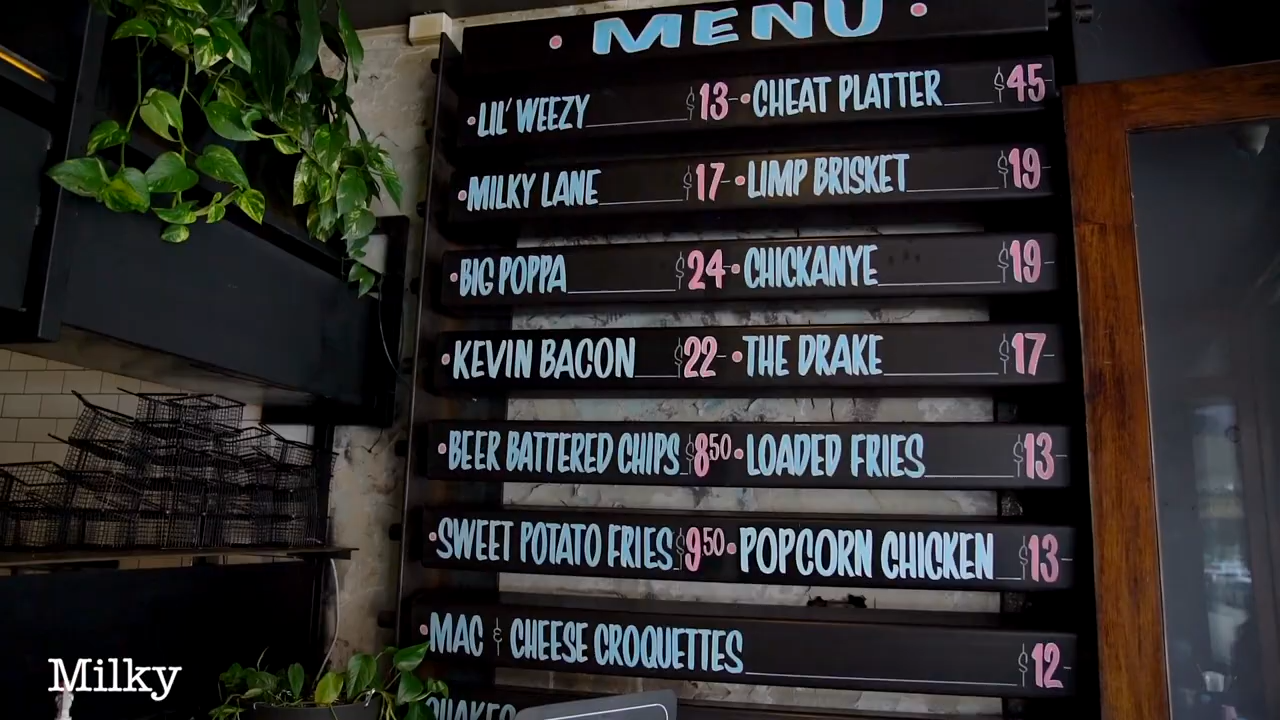 MENU
LIL' WEEZY $13 CHEAT PLATTER $45
MILKY LANE $17 LIMP BRISKET $19
BIG POPPA $24 CHICKANYE $19
KEVIN BACON $22 THE DRAKE $17
BEER BATTERED CHIPS $8.50 LOADED FRIES $13
SWEET POTATO FRIES $9.50 POPCORN CHICKEN $13
MAC & CHEESE CROQUETTES $12
SHAKES
Milky